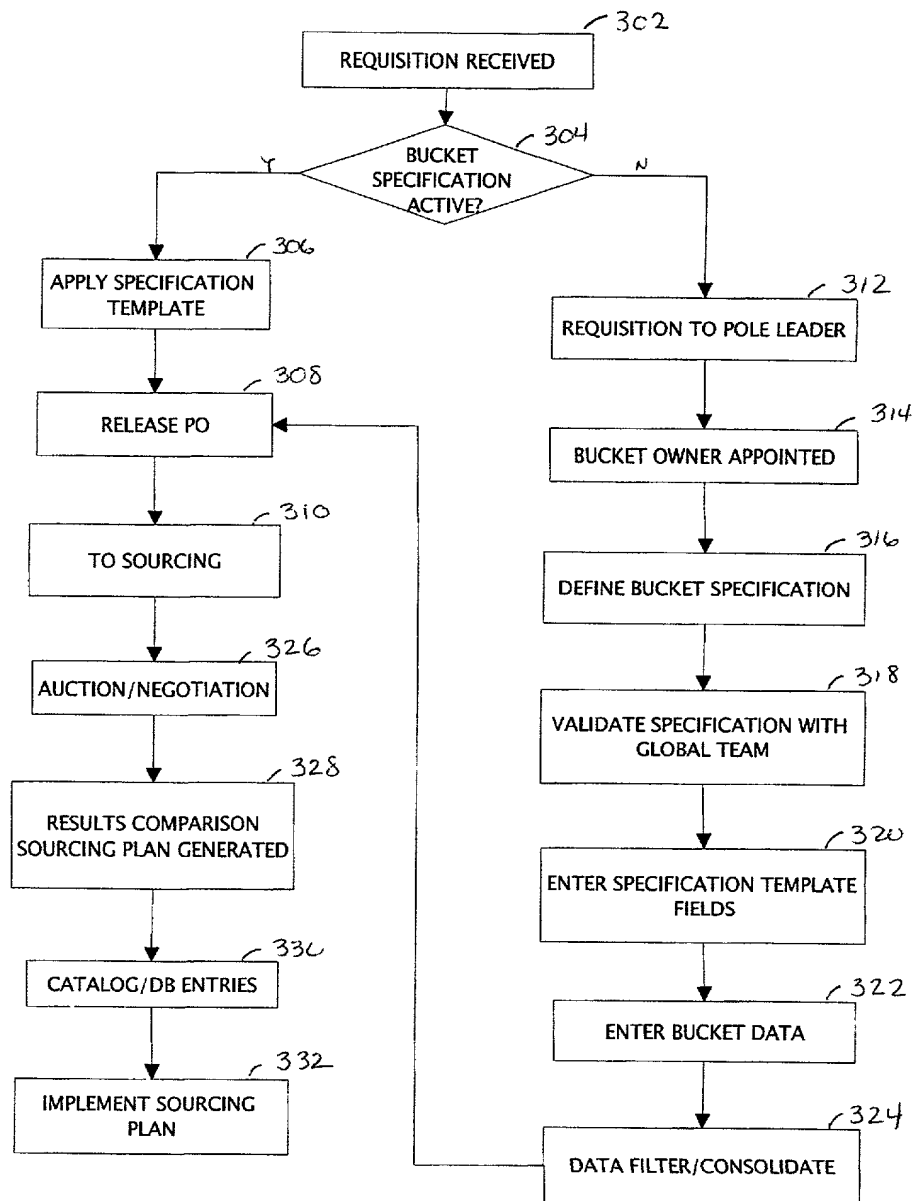 302
REQUISITION RECEIVED
304
BUCKET
SPECIFICATION
ACTIVE?
Y
N
306
APPLY SPECIFICATION
TEMPLATE
312
REQUISITION TO POLE LEADER
308
RELEASE PO
314
BUCKET OWNER APPOINTED
310
TO SOURCING
316
DEFINE BUCKET SPECIFICATION
326
AUCTION/NEGOTIATION
318
VALIDATE SPECIFICATION WITH
GLOBAL TEAM
328
RESULTS COMPARISON
SOURCING PLAN GENERATED
320
ENTER SPECIFICATION TEMPLATE
FIELDS
330
CATALOG/DB ENTRIES
322
ENTER BUCKET DATA
332
IMPLEMENT SOURCING
PLAN
324
DATA FILTER/CONSOLIDATE